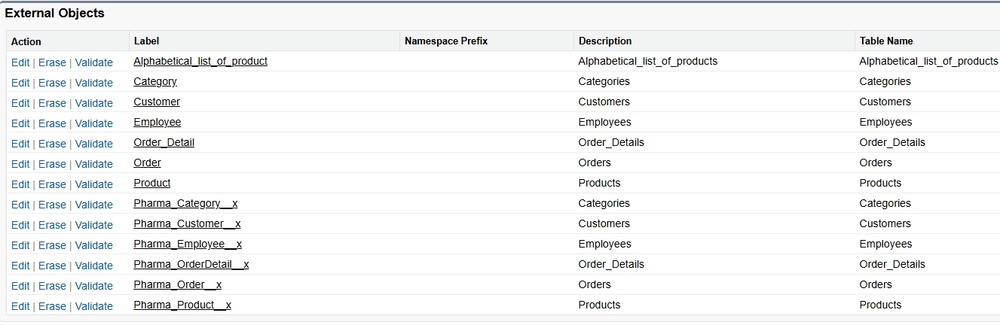 External Objects
Action Label Namespace Prefix Description Table Name
Edit | Erase | Validate Alphabetical_list_of_product Alphabetical_list_of_products Alphabetical_list_of_products
Edit | Erase | Validate Category Categories Categories
Edit | Erase | Validate Customer Customers Customers
Edit | Erase | Validate Employee Employees Employees
Edit | Erase | Validate Order_Detail Order_Details Order_Details
Edit | Erase | Validate Order Orders Orders
Edit | Erase | Validate Product Products Products
Edit | Erase | Validate Pharma_Category__x Categories Categories
Edit | Erase | Validate Pharma_Customer__x Customers Customers
Edit | Erase | Validate Pharma_Employee__x Employees Employees
Edit | Erase | Validate Pharma_OrderDetail__x Order_Details Order_Details
Edit | Erase | Validate Pharma_Order__x Orders Orders
Edit | Erase | Validate Pharma_Product__x Products Products